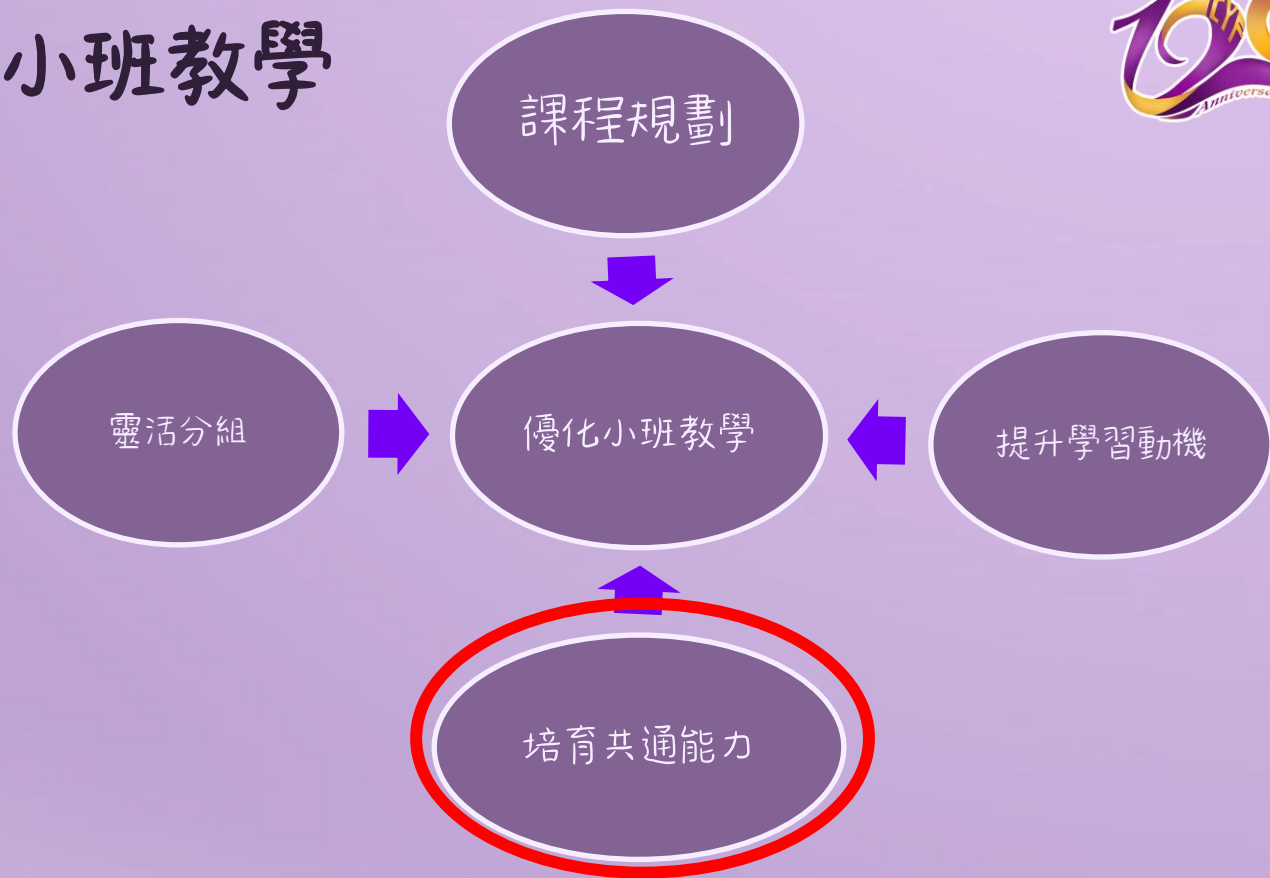 小班教學
課程規劃
靈活分組
優化小班教學
提升學習動機
培育共通能力